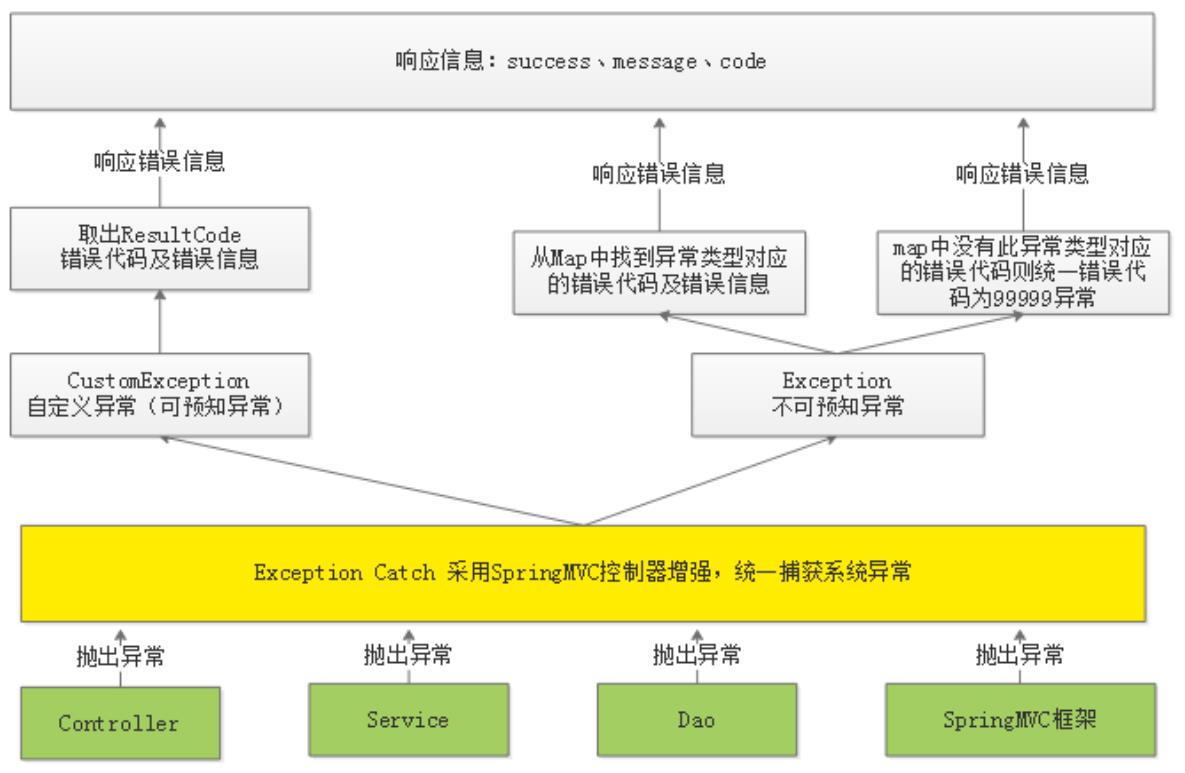 响应信息：success、message、code
响应错误信息
响应错误信息
响应错误信息
取出ResultCode
错误代码及错误信息
从Map中找到异常类型对应
的错误代码及错误信息
map中没有此异常类型对应
的错误代码则统一错误代
码为99999异常
CustomException
自定义异常（可预知异常）
Exception
不可预知异常
Exception Catch 采用SpringMVC控制器增强，统一捕获系统异常
抛出异常
抛出异常
抛出异常
抛出异常
Controller
Service
Dao
SpringMVC框架